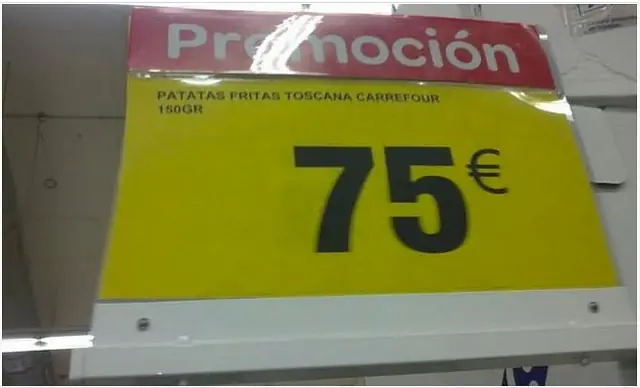 Promoción
PATATAS FRITAS TOSCANA CARREFOUR
150GR
75€